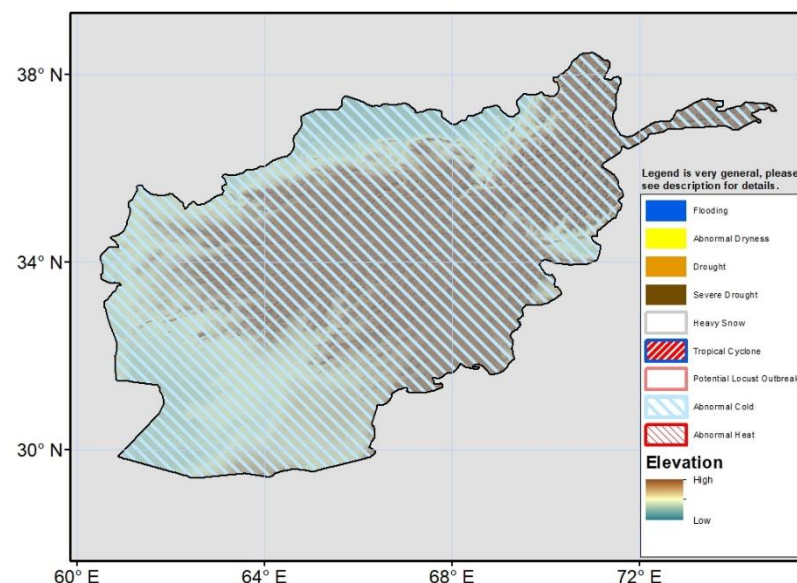 38° N
34° N
30° N
60° E
64° E
68° E
72° E
Legend is very general, please
see description for details.
Flooding
Abnormal Dryness
Drought
Severe Drought
Heavy Snow
Tropical Cyclone
Potential Locust Outbreak
Abnormal Cold
Abnormal Heat
Elevation
High
Low